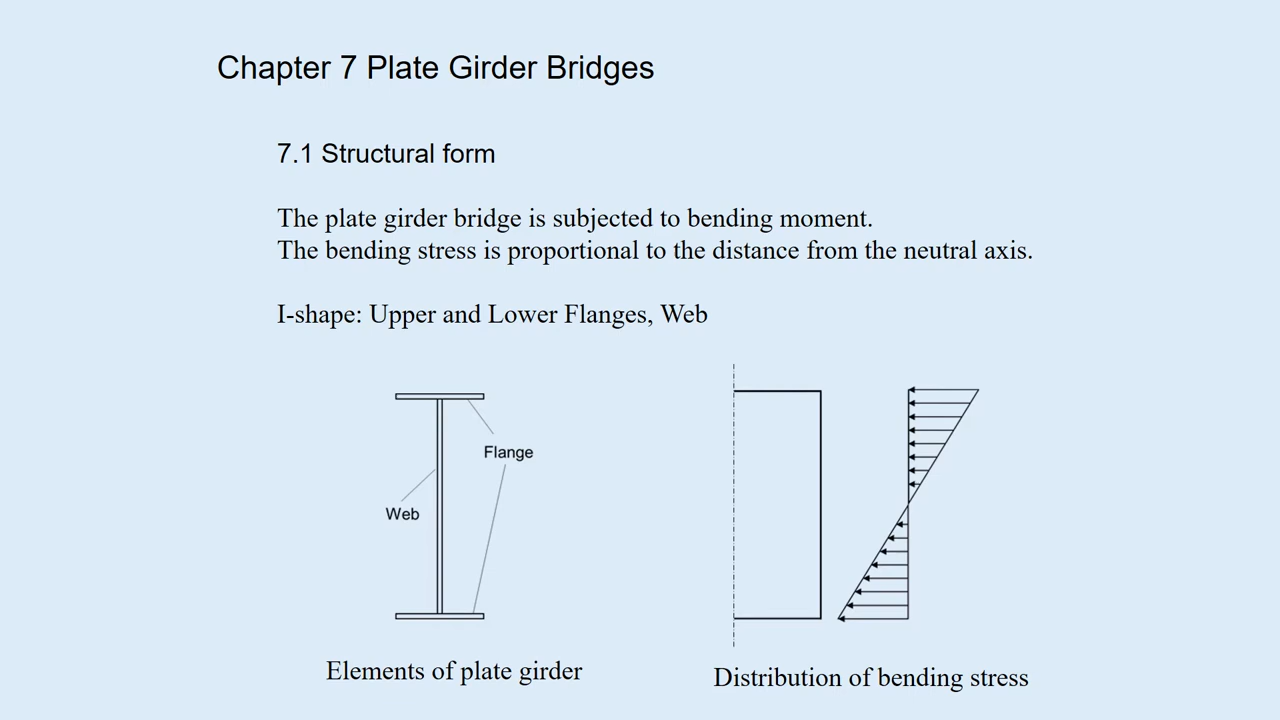 Chapter 7 Plate Girder Bridges
7.1 Structural form
The plate girder bridge is subjected to bending moment.
The bending stress is proportional to the distance from the neutral axis.
I-shape: Upper and Lower Flanges, Web
Flange
Web
Elements of plate girder
Distribution of bending stress